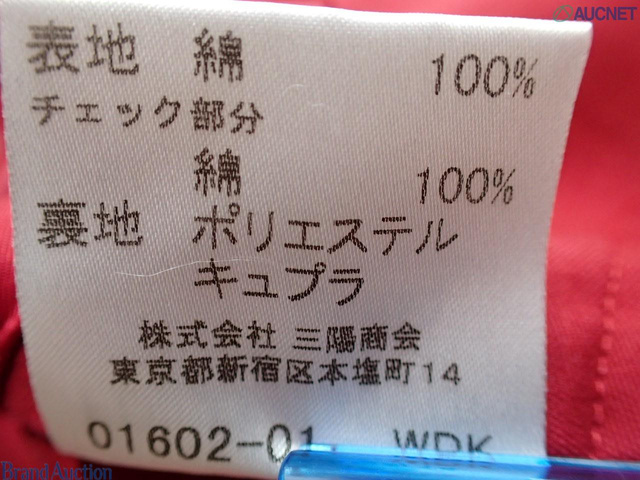 AUCNET
表地 綿 100%
チェック部分
綿 100%
裏地 ポリエステル
キュプラ
株式会社 三陽商会
東京都新宿区本塩町14
01602-01 WDK
Brand Auction